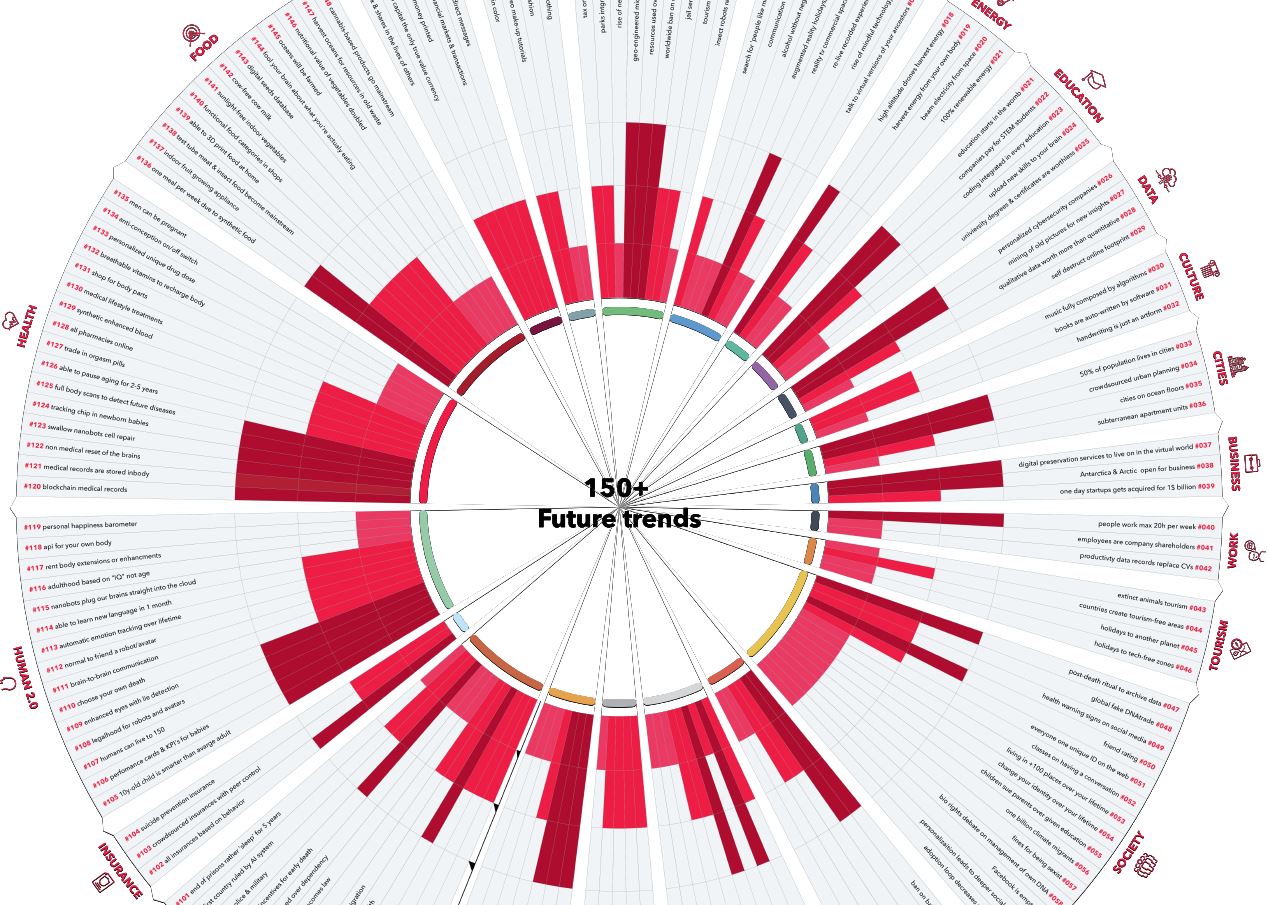 150+
Future trends
ENERGY
#018
high altitude drones harvest energy
harvest energy from your own body #019
beam electricity from space #020
100% renewable energy #021
EDUCATION
education starts in the womb #021
companies pay for STEM students #022
coding integrated in every education #023
upload new skills to your brain #024
univiersity degrees & certificates are worthless #025
DATA
personalized cybersecurity companies #026
mining of old pictures for new insights #027
qualitative data worth more than quantitative #028
self destruct online footprint #029
CULTURE
music fully composed by algorithms #030
books are auto-written by software #031
handwriting is just an artform #032
CITIES
50% of population lives in cities #033
crowdsourced urban planning #034
cities on ocean floors #035
subterranean apartment units #036
BUSINESS
digital preservation services to live on in the virtual world #037
Antarctica & Arctic open for business #038
one day startups gets acquired for 1$ billion #039
WORK
people work max 20h per week #040
employees are company shareholders #041
productivty data records replace CVs #042
TOURISM
extinct animals tourism #043
countries create tourism-free areas #044
holidays to another planet #045
holidays to tech-free zones #046
SOCIETY
post-death ritual to archive data #047
global fake DNAtrade #048
health warning signs on social media #049
friend rating #050
everyone one unique ID on the web #051
classes on having a conversation #052
living in +100 places over your lifetime #053
change your identity over your lifetime #054
children sue parents over given education #055
one billion climate migrants #056
fines for being sexist #057
bio rights debate on management of own DNA #058
INSURANCE
#101 end of prisons rather 'sleep' for 5 years
#102 all insurances based on behavior
#103 crowdsourced insurances with peer control
#104 suicide prevention insurance
HUMAN 2.0
#105 10y-old child is smarter than avarge adult
#106 perfomance cards & KPI's for babies
#107 humans can live to 150
#108 legalhood for robots and avatars
#109 enhanced eyes with lie detection
#110 choose your own death
#111 brain-to-brain communication
#112 normal to friend a robot/avatar
#113 automatic emotion tracking over lifetime
#114 able to learn new language in 1 month
#115 nanobots plug our brains straight into the cloud
#116 adulthood based on "IQ" not age
#117 rent body extensions or enhancments
#118 api for your own body
#119 personal happiness barometer
HEALTH
#120 blockchain medical records
#121 medical records are stored inbody
#122 non medical reset of the brains
#123 swallow nanobots cell repair
#124 tracking chip in newborn babies
#125 full body scans to detect future diseases
#126 able to pause aging for 2-5 years
#127 trade in orgasm pills
#128 all pharmacies online
#129 synthetic enhanced blood
#130 medical lifestyle treatments
#131 shop for body parts
#132 breathable vitamins to recharge body
#133 personalized unique drug dose
#134 anti-conception on/off switch
#135 men can be pregnant
FOOD
#136 one meal per week due to synthetic food
#137 indoor fruit growing appliance
#138 test tube meat & insect food become mainstream
#139 able to 3D print food at home
#140 functional food categories in shops
#141 sunlight-free indoor vegetables
#142 cow-free cow milk
#143 digital seeds database
#144 fool your brain about what you're actualy eating
#145 oceans will be farmed
#146 nutritional value of vegetables doubled
#147 harvest oceans for resources in old waste
cannabis-based products go mainstream